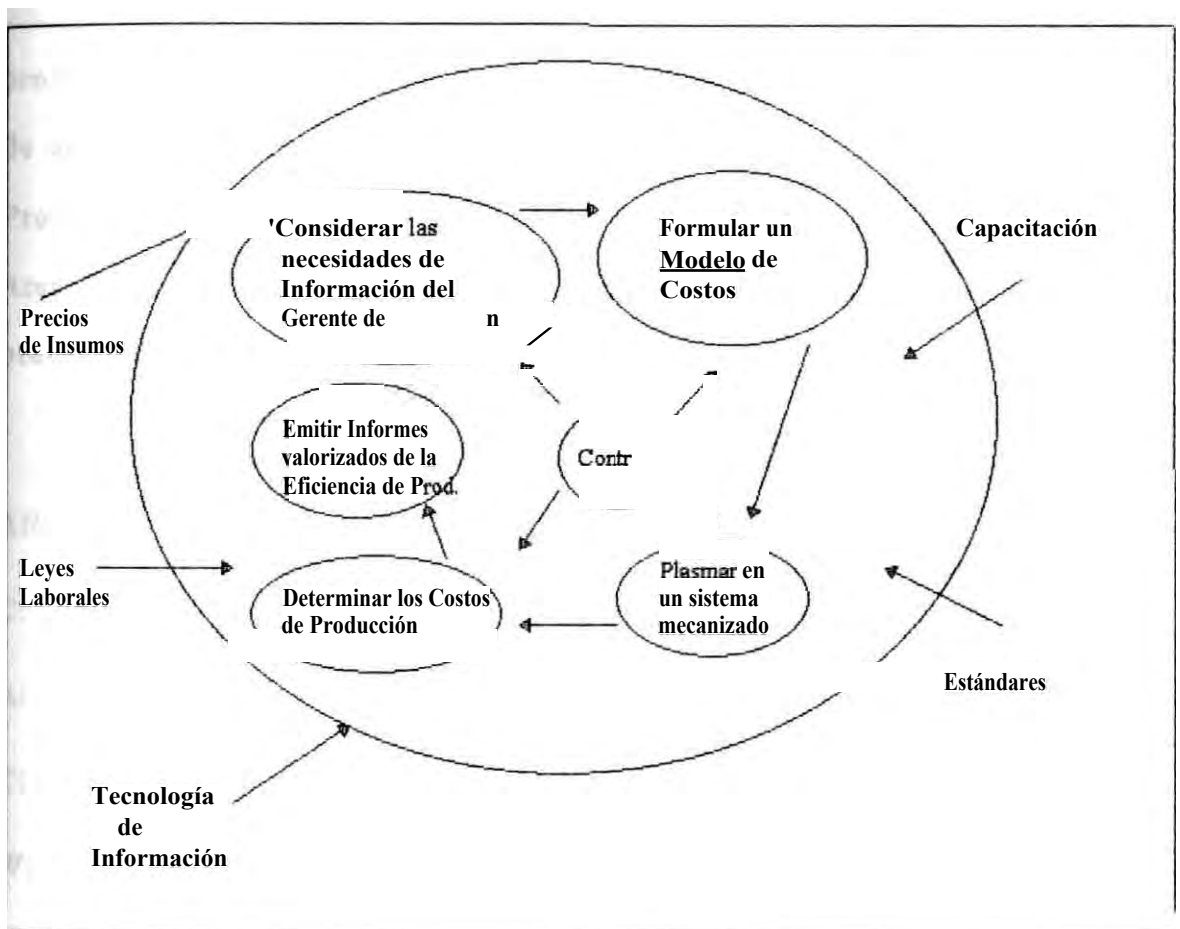 'Considerar las
necesidades de
Información del
Gerente de n
Formular un
Modelo de
Costos
Capacitación
Precios
de Insumos
Emitir Informes
valorizados de la
Eficiencia de Prod.
Contr
Leyes
Laborales
Determinar los Costos
de Producción
Plasmar en
un sistema
mecanizado
Estándares
Tecnología
de
Información